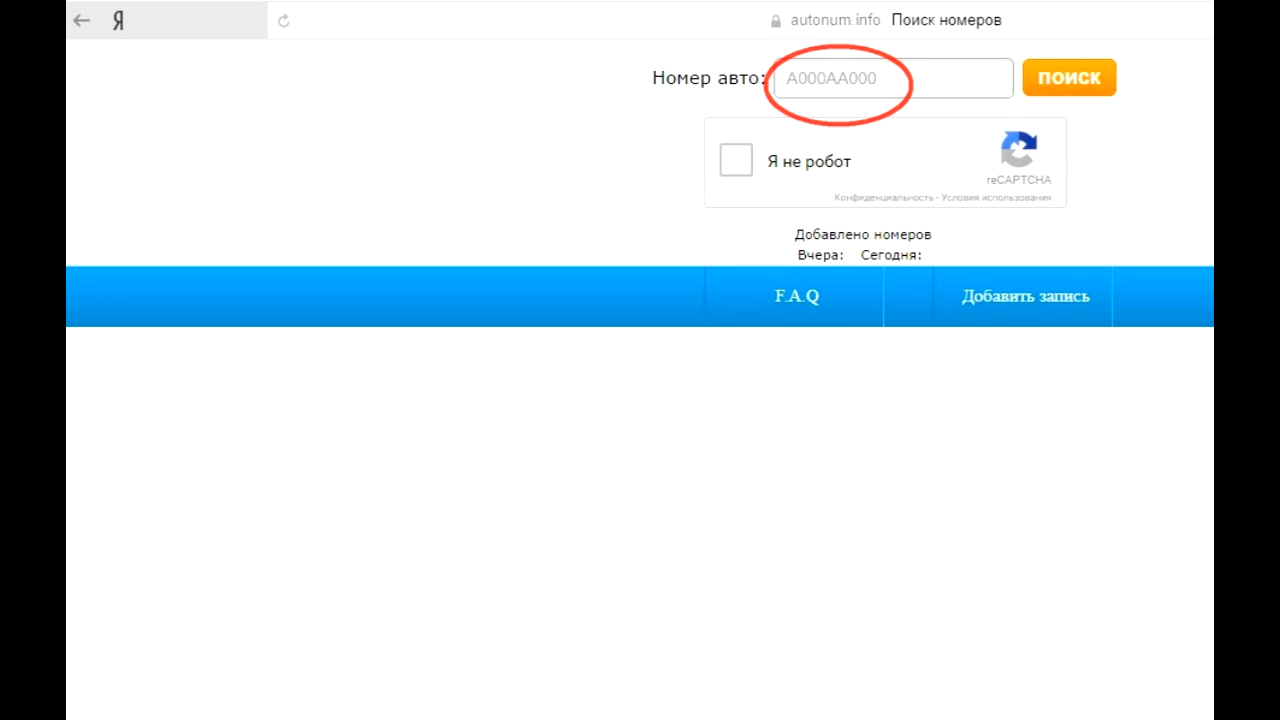 Я
autonum.info Поиск номеров
Номер авто: А000АА000 ПОИСК
Я не робот
reCAPTCHA
Конфиденциальность - Условия использования
Добавлено номеров
Вчера: Сегодня:
F.A.Q Добавить запись